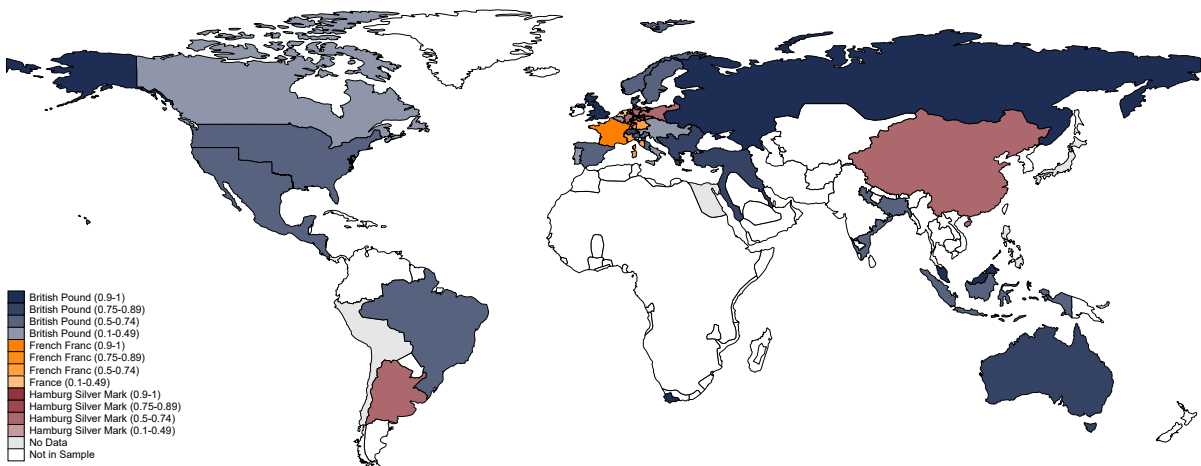 British Pound (0.9-1)
British Pound (0.75-0.89)
British Pound (0.5-0.74)
British Pound (0.1-0.49)
French Franc (0.9-1)
French Franc (0.75-0.89)
French Franc (0.5-0.74)
France (0.1-0.49)
Hamburg Silver Mark (0.9-1)
Hamburg Silver Mark (0.75-0.89)
Hamburg Silver Mark (0.5-0.74)
Hamburg Silver Mark (0.1-0.49)
No Data
Not in Sample